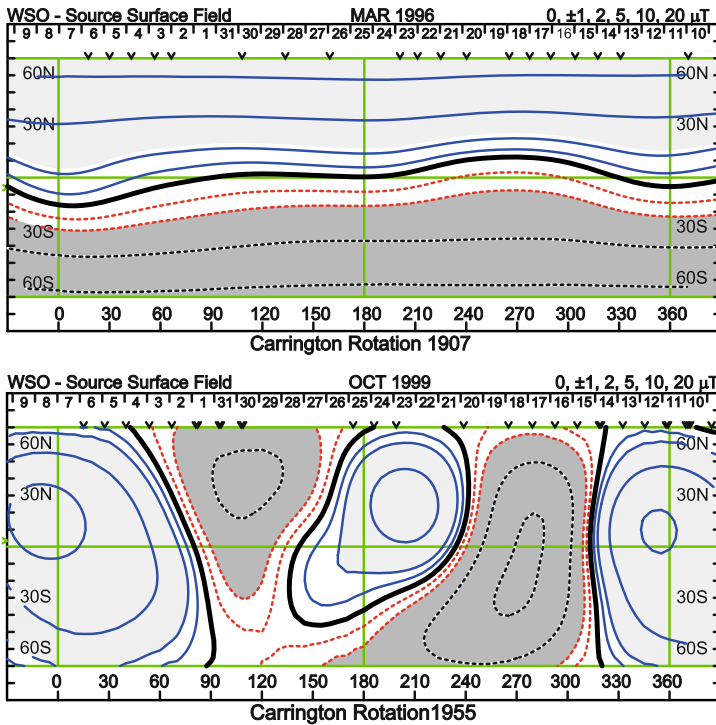 WSO - Source Surface Field MAR 1996 0, ±1, 2, 5, 10, 20 µT
9 8 7 6 5 4 3 2 1 31 30 29 28 27 26 25 24 23 22 21 20 19 18 17 16 15 14 13 12 11 10 9
60N 60N
30N 30N
30S 30S
60S 60S
0 30 60 90 120 150 180 210 240 270 300 330 360
Carrington Rotation 1907
WSO - Source Surface Field OCT 1999 0, ±1, 2, 5, 10, 20 µT
9 8 7 6 5 4 3 2 1 31 30 29 28 27 26 25 24 23 22 21 20 19 18 17 16 15 14 13 12 11 10 9
60N 60N
30N 30N
30S 30S
60S 60S
0 30 60 90 120 150 180 210 240 270 300 330 360
Carrington Rotation1955